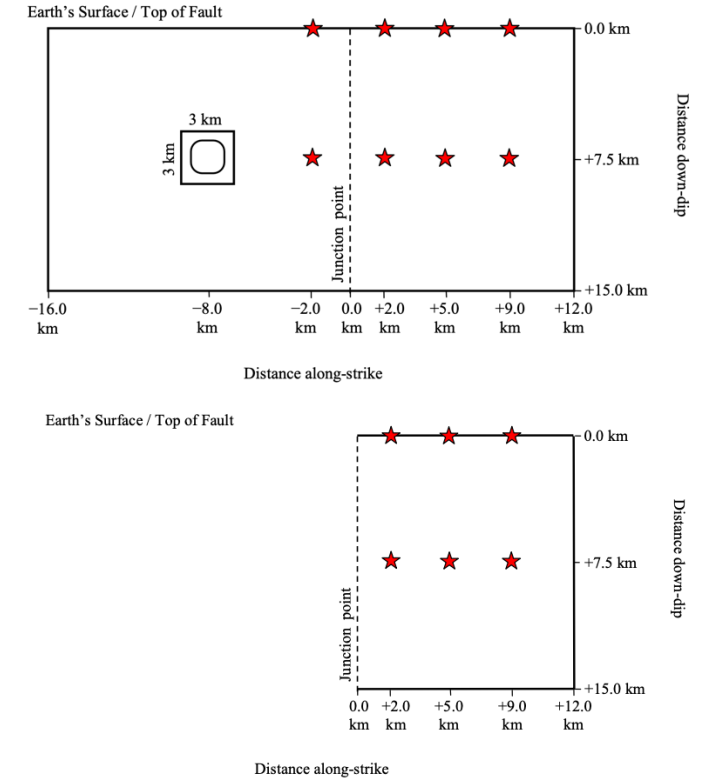 Earth's Surface / Top of Fault
0.0 km
3 km
3 km
+7.5 km
Distance down-dip
Junction point
+15.0 km
−16.0 −8.0 −2.0 0.0 +2.0 +5.0 +9.0 +12.0
km km km km km km km km
Distance along-strike
Earth's Surface / Top of Fault
0.0 km
+7.5 km
Distance down-dip
Junction point
+15.0 km
0.0 +2.0 +5.0 +9.0 +12.0
km km km km km
Distance along-strike